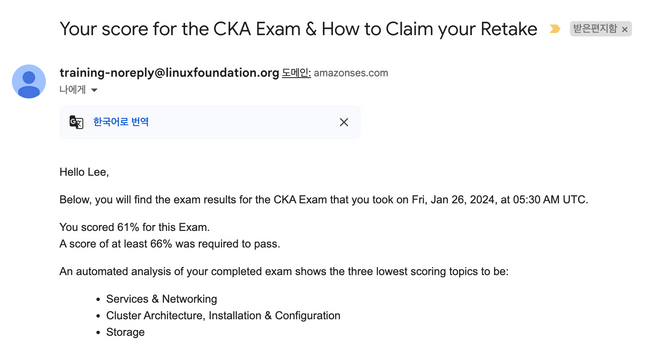 Your score for the CKA Exam & How to Claim your Retake 받은편지함 ×
training-noreply@linuxfoundation.org 도메인: amazonses.com
나에게
한국어로 번역
Hello Lee,
Below, you will find the exam results for the CKA Exam that you took on Fri, Jan 26, 2024, at 05:30 AM UTC.
You scored 61% for this Exam.
A score of at least 66% was required to pass.
An automated analysis of your completed exam shows the three lowest scoring topics to be:
• Services & Networking
• Cluster Architecture, Installation & Configuration
• Storage